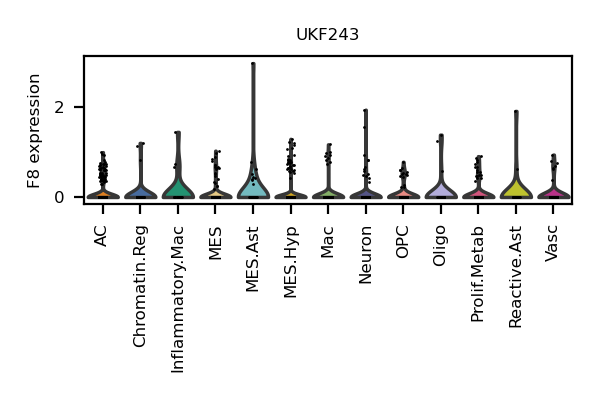 UKF243
F8 expression
2
0
AC
Chromatin.Reg
Inflammatory.Mac
MES
MES.Ast
MES.Hyp
Mac
Neuron
OPC
Oligo
Prolif.Metab
Reactive.Ast
Vasc